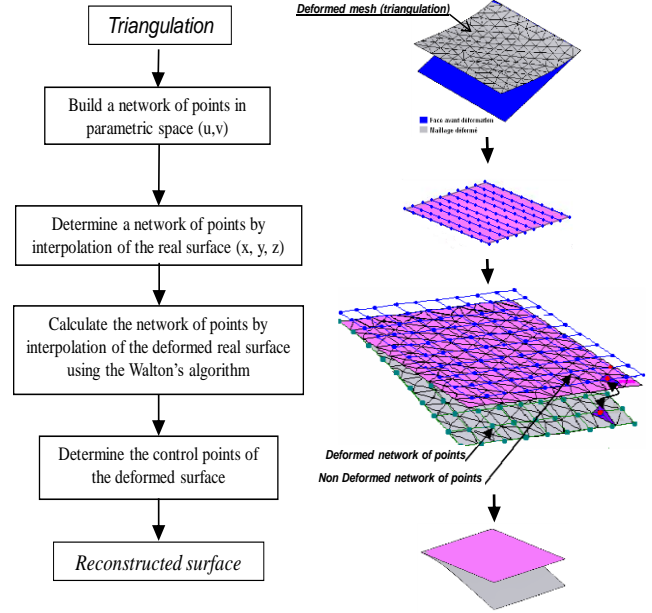 Triangulation
Build a network of points in
parametric space (u,v)
Determine a network of points by
interpolation of the real surface (x, y, z)
Calculate the network of points by
interpolation of the deformed real surface
using the Walton's algorithm
Determine the control points of
the deformed surface
Reconstructed surface
Deformed mesh (triangulation)
Face avant déformation
Maillage déformé
Deformed network of points
Non Deformed network of points